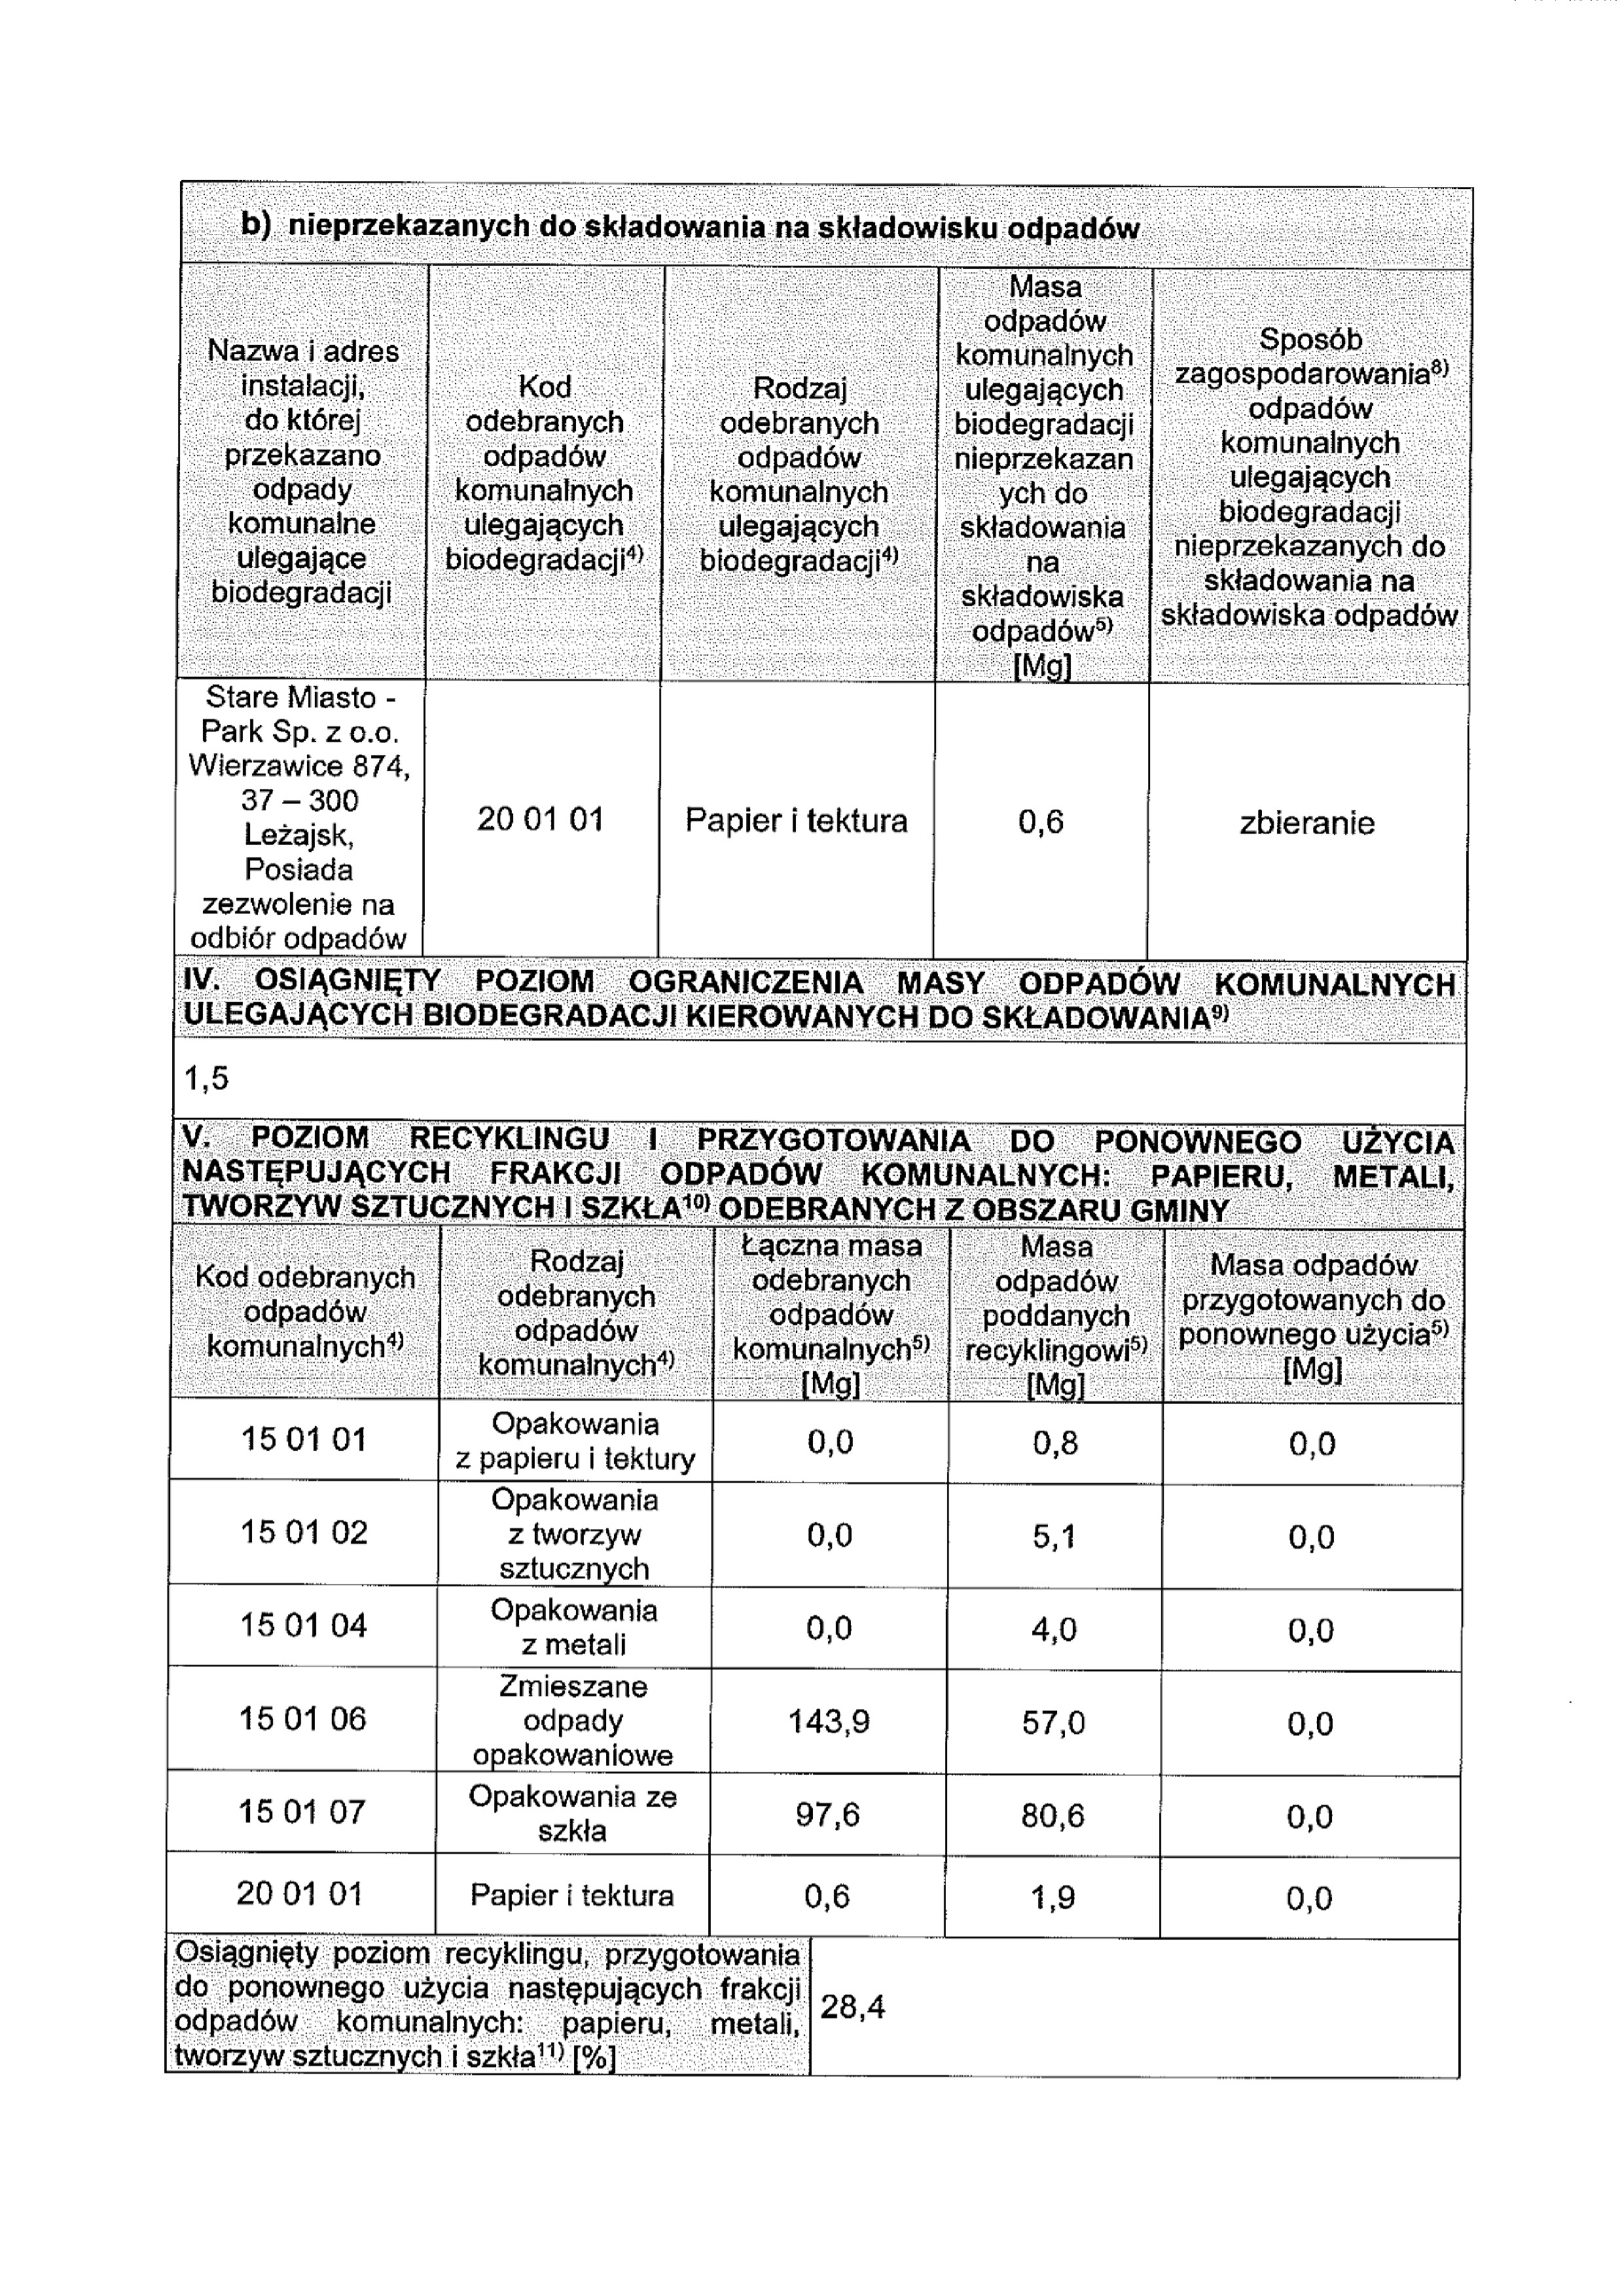 b) nieprzekazanych do składowania na składowisku odpadów
Nazwa i adres
instalacji,
do której
przekazano
odpady
komunalne
ulegające
biodegradacji
Kod
odebranych
odpadów
komunalnych
ulegających
biodegradacji⁴⁾
Rodzaj
odebranych
odpadów
komunalnych
ulegających
biodegradacji⁴⁾
Masa
odpadów
komunalnych
ulegających
biodegradacji
nieprzekazan
ych do
składowania
na
składowiska
odpadów⁵⁾
[Mg]
Sposób
zagospodarowania⁸⁾
odpadów
komunalnych
ulegających
biodegradacji
nieprzekazanych do
składowania na
składowiska odpadów
Stare Miasto -
Park Sp. z o.o.
Wierzawice 874,
37 – 300
Leżajsk,
Posiada
zezwolenie na
odbiór odpadów
20 01 01
Papier i tektura
0,6
zbieranie
IV. OSIĄGNIĘTY POZIOM OGRANICZENIA MASY ODPADÓW KOMUNALNYCH
ULEGAJĄCYCH BIODEGRADACJI KIEROWANYCH DO SKŁADOWANIA⁹⁾
1,5
V. POZIOM RECYKLINGU I PRZYGOTOWANIA DO PONOWNEGO UŻYCIA
NASTĘPUJĄCYCH FRAKCJI ODPADÓW KOMUNALNYCH: PAPIERU, METALI,
TWORZYW SZTUCZNYCH I SZKŁA¹⁰⁾ ODEBRANYCH Z OBSZARU GMINY
Kod odebranych
odpadów
komunalnych⁴⁾
Rodzaj
odebranych
odpadów
komunalnych⁴⁾
Łączna masa
odebranych
odpadów
komunalnych⁵⁾
[Mg]
Masa
odpadów
poddanych
recyklingowi⁵⁾
[Mg]
Masa odpadów
przygotowanych do
ponownego użycia⁵⁾
[Mg]
15 01 01
Opakowania
z papieru i tektury
0,0
0,8
0,0
15 01 02
Opakowania
z tworzyw
sztucznych
0,0
5,1
0,0
15 01 04
Opakowania
z metali
0,0
4,0
0,0
15 01 06
Zmieszane
odpady
opakowaniowe
143,9
57,0
0,0
15 01 07
Opakowania ze
szkła
97,6
80,6
0,0
20 01 01
Papier i tektura
0,6
1,9
0,0
Osiągnięty poziom recyklingu, przygotowania
do ponownego użycia następujących frakcji
odpadów komunalnych: papieru, metali,
tworzyw sztucznych i szkła¹¹⁾ [%]
28,4